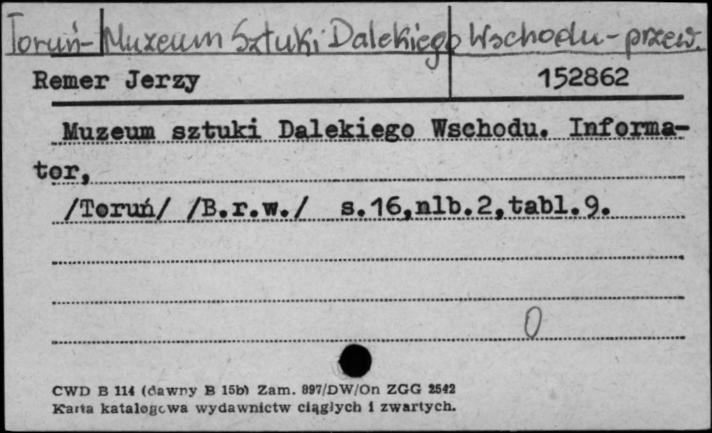 Toruń-Muzeum Sztuki Dalekiego Wschodu-przew.
Remer Jerzy 152862
Muzeum sztuki Dalekiego Wschodu. Informa-
tor,
/Toruń/ /B.r.w./ s.16,nlb.2,tabl.9.
0
CWD B 114 (dawny B 15b) Zam. 897/DW/On ZGG 2542
Karta katalogowa wydawnictw ciągłych i zwartych.